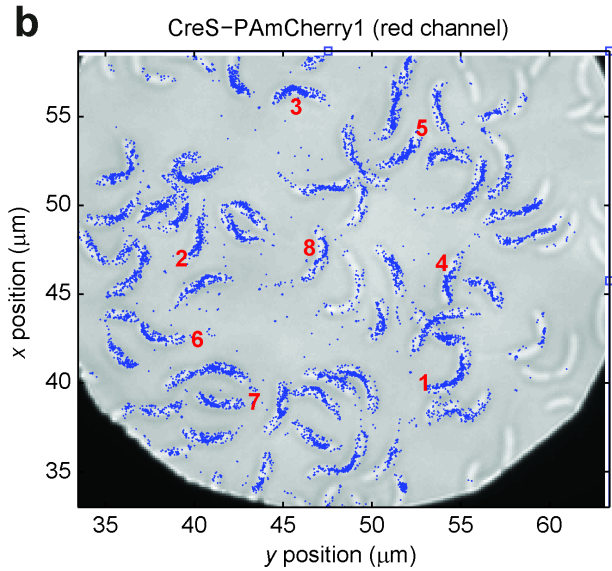 b
CreS−PAmCherry1 (red channel)
55
50
45
40
35
x position (μm)
3
5
2
8
4
6
1
7
35 40 45 50 55 60
y position (μm)